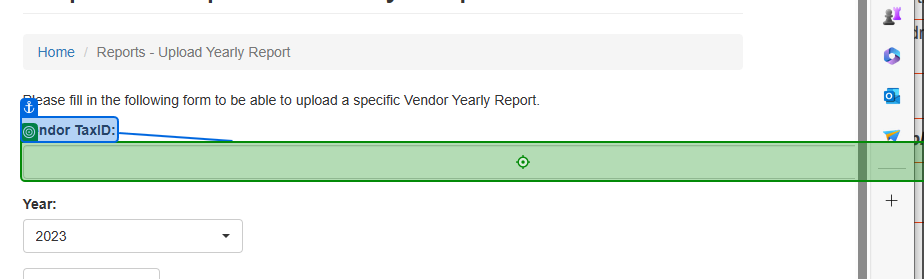 Home / Reports - Upload Yearly Report
Please fill in the following form to be able to upload a specific Vendor Yearly Report.
ndor TaxID:
Year:
2023